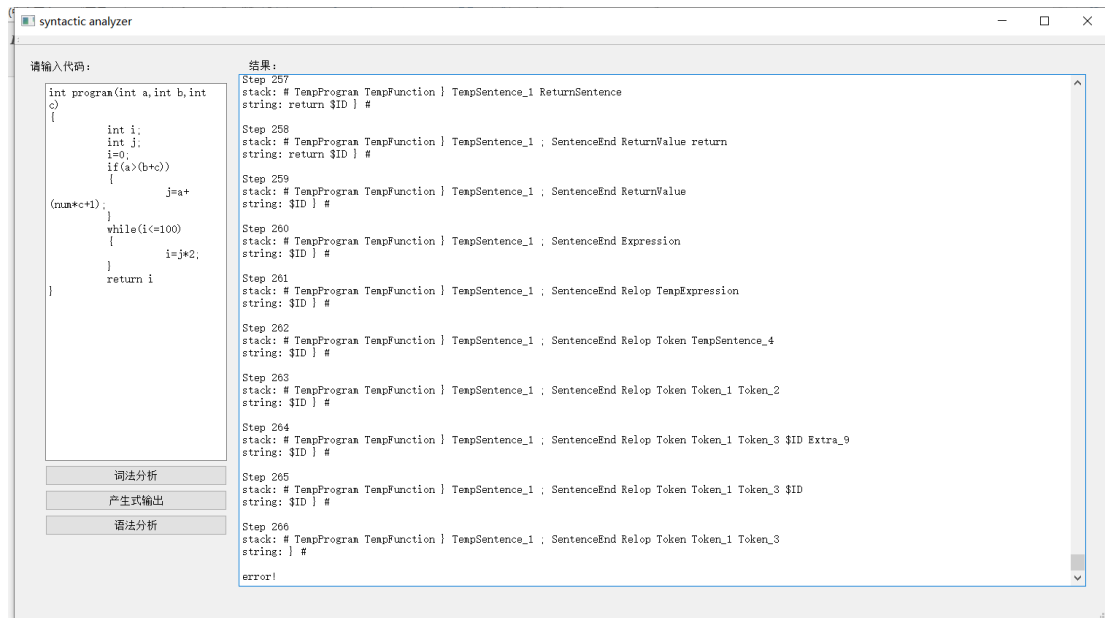 syntactic analyzer
请输入代码:
int program(int a,int b,int
c)
{
int i;
int j;
i=0;
if(a>(b+c))
{
j=a+
(num*c+1);
}
while(i<=100)
{
i=j*2;
}
return i
}
词法分析
产生式输出
语法分析
结果:
Step 257
stack: # TempProgram TempFunction } TempSentence_1 ReturnSentence
string: return $ID } #
Step 258
stack: # TempProgram TempFunction } TempSentence_1 ; SentenceEnd ReturnValue return
string: return $ID } #
Step 259
stack: # TempProgram TempFunction } TempSentence_1 ; SentenceEnd ReturnValue
string: $ID } #
Step 260
stack: # TempProgram TempFunction } TempSentence_1 ; SentenceEnd Expression
string: $ID } #
Step 261
stack: # TempProgram TempFunction } TempSentence_1 ; SentenceEnd Relop TempExpression
string: $ID } #
Step 262
stack: # TempProgram TempFunction } TempSentence_1 ; SentenceEnd Relop Token TempSentence_4
string: $ID } #
Step 263
stack: # TempProgram TempFunction } TempSentence_1 ; SentenceEnd Relop Token Token_1 Token_2
string: $ID } #
Step 264
stack: # TempProgram TempFunction } TempSentence_1 ; SentenceEnd Relop Token Token_1 Token_3 $ID Extra_9
string: $ID } #
Step 265
stack: # TempProgram TempFunction } TempSentence_1 ; SentenceEnd Relop Token Token_1 Token_3 $ID
string: $ID } #
Step 266
stack: # TempProgram TempFunction } TempSentence_1 ; SentenceEnd Relop Token Token_1 Token_3
string: } #
error!